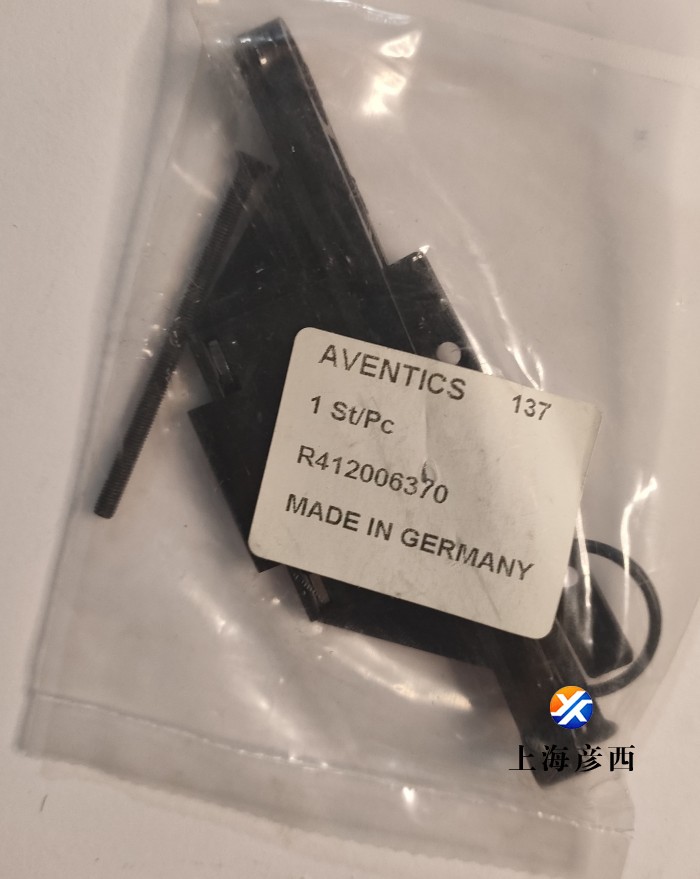 AVENTICS 137
1 St/Pc
R412006370
MADE IN GERMANY
上海彦西